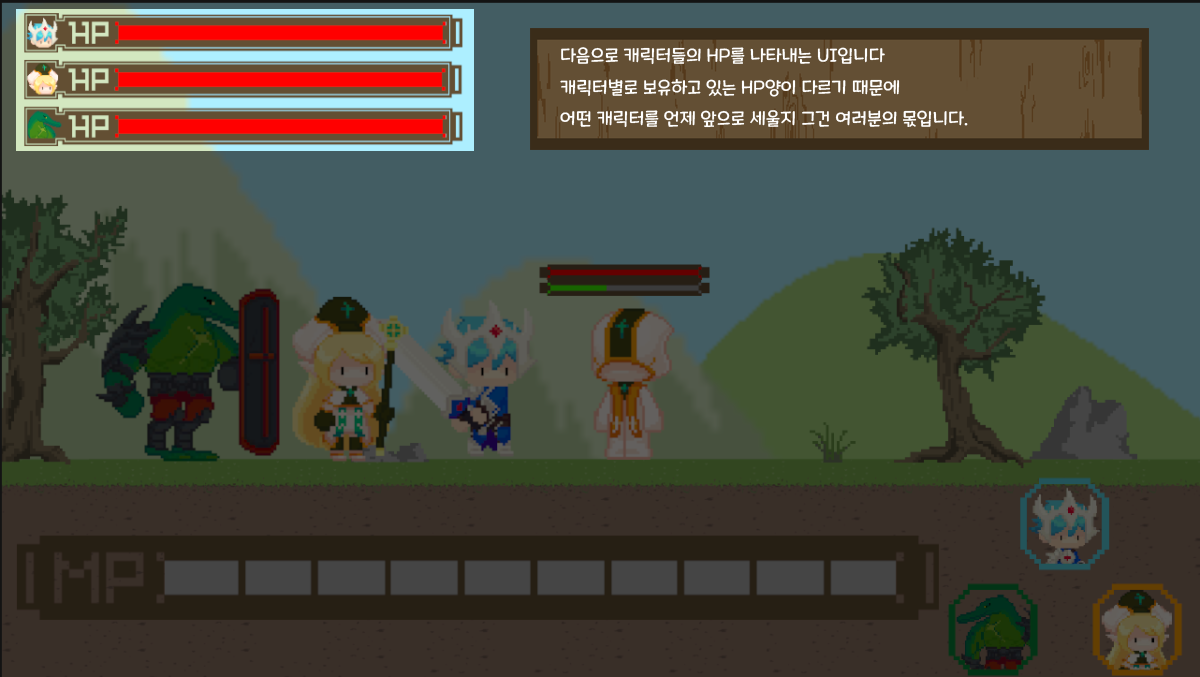 HP
HP
HP
다음으로 캐릭터들의 HP를 나타내는 UI입니다
캐릭터별로 보유하고 있는 HP양이 다르기 때문에
어떤 캐릭터를 언제 앞으로 세울지 그건 여러분의 몫입니다.
MP